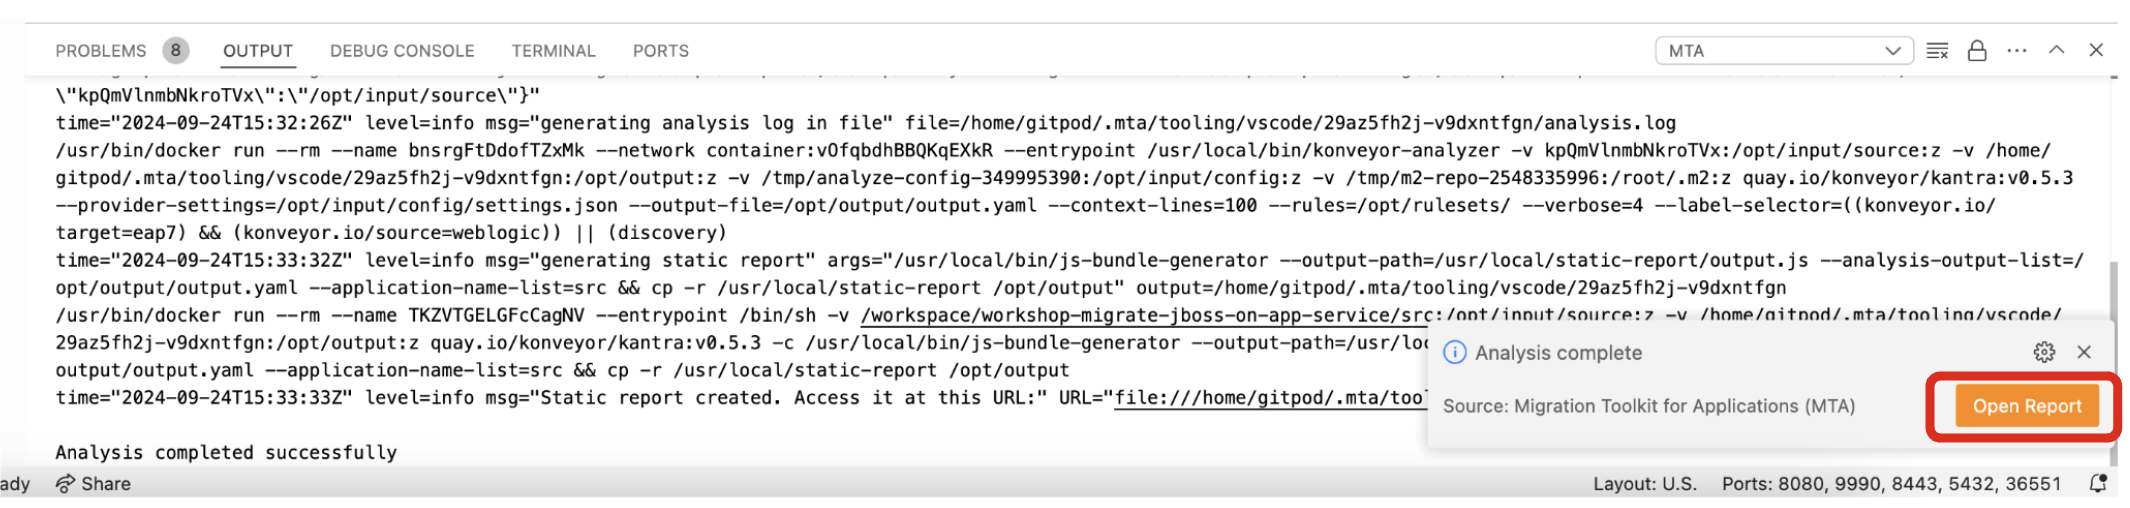 PROBLEMS 8 OUTPUT DEBUG CONSOLE TERMINAL PORTS MTA
\"kpQmVlnmbNkroTVx\":\"/opt/input/source\"}"
time="2024-09-24T15:32:26Z" level=info msg="generating analysis log in file" file=/home/gitpod/.mta/tooling/vscode/29az5fh2j-v9dxntfgn/analysis.log
/usr/bin/docker run --rm --name bnsrgFtDdofTZxMk --network container:vOfqbdhBBQKqEXkR --entrypoint /usr/local/bin/konveyor-analyzer -v kpQmVlnmbNkroTVx:/opt/input/source:z -v /home/
gitpod/.mta/tooling/vscode/29az5fh2j-v9dxntfgn:/opt/output:z -v /tmp/analyze-config-349995390:/opt/input/config:z -v /tmp/m2-repo-2548335996:/root/.m2:z quay.io/konveyor/kantra:v0.5.3
--provider-settings=/opt/input/config/settings.json --output-file=/opt/output/output.yaml --context-lines=100 --rules=/opt/rulesets/ --verbose=4 --label-selector=((konveyor.io/
target=eap7) && (konveyor.io/source=weblogic)) || (discovery)
time="2024-09-24T15:33:32Z" level=info msg="generating static report" args="/usr/local/bin/js-bundle-generator --output-path=/usr/local/static-report/output.js --analysis-output-list=/
opt/output/output.yaml --application-name-list=src && cp -r /usr/local/static-report /opt/output" output=/home/gitpod/.mta/tooling/vscode/29az5fh2j-v9dxntfgn
/usr/bin/docker run --rm --name TKZVTGELGFcCagNV --entrypoint /bin/sh -v /workspace/workshop-migrate-jboss-on-app-service/src:/opt/input/source:z -v /home/gitpod/.mta/tooling/vscode/
29az5fh2j-v9dxntfgn:/opt/output:z quay.io/konveyor/kantra:v0.5.3 -c /usr/local/bin/js-bundle-generator --output-path=/usr/loc
output/output.yaml --application-name-list=src && cp -r /usr/local/static-report /opt/output
time="2024-09-24T15:33:33Z" level=info msg="Static report created. Access it at this URL:" URL="file:///home/gitpod/.mta/too
Analysis complete
Source: Migration Toolkit for Applications (MTA) Open Report
Analysis completed successfully
ady Share Layout: U.S. Ports: 8080, 9990, 8443, 5432, 36551